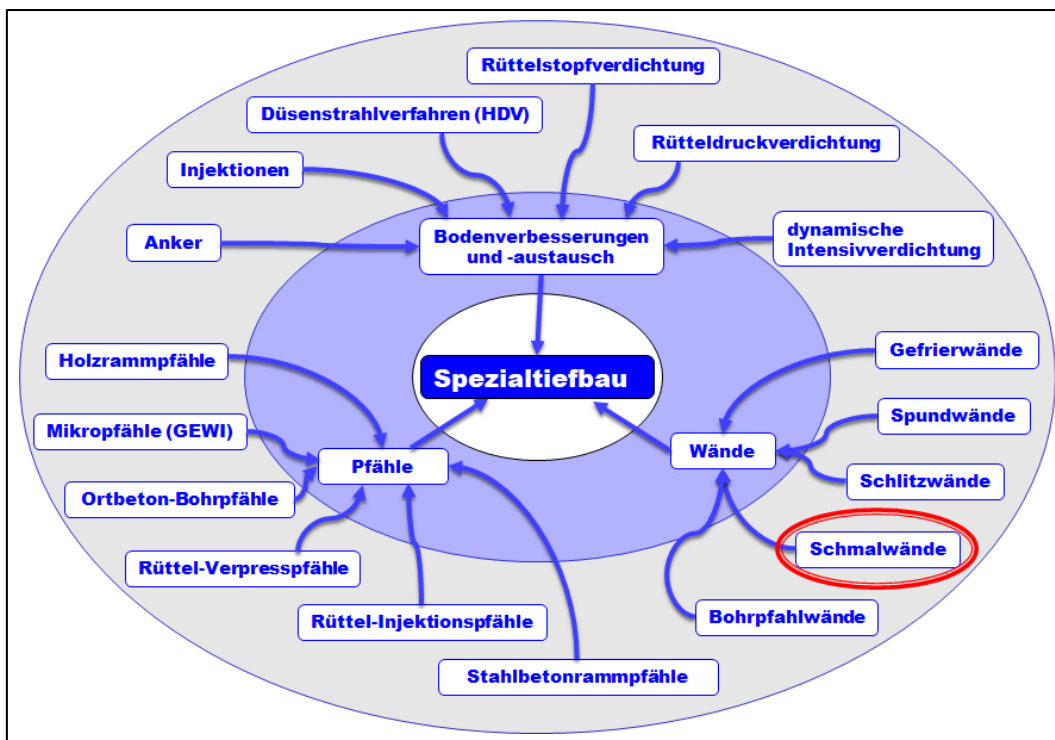 Rüttelstopfverdichtung
Düsenstrahlverfahren (HDV)
Rütteldruckverdichtung
Injektionen
Anker
Bodenverbesserungen
und -austausch
dynamische
Intensivverdichtung
Holzrammpfähle
Gefrierwände
Spezialtiefbau
Mikropfähle (GEWI)
Spundwände
Pfähle
Wände
Ortbeton-Bohrpfähle
Schlitzwände
Schmalwände
Rüttel-Verpresspfähle
Rüttel-Injektionspfähle
Bohrpfahlwände
Stahlbetonrammpfähle